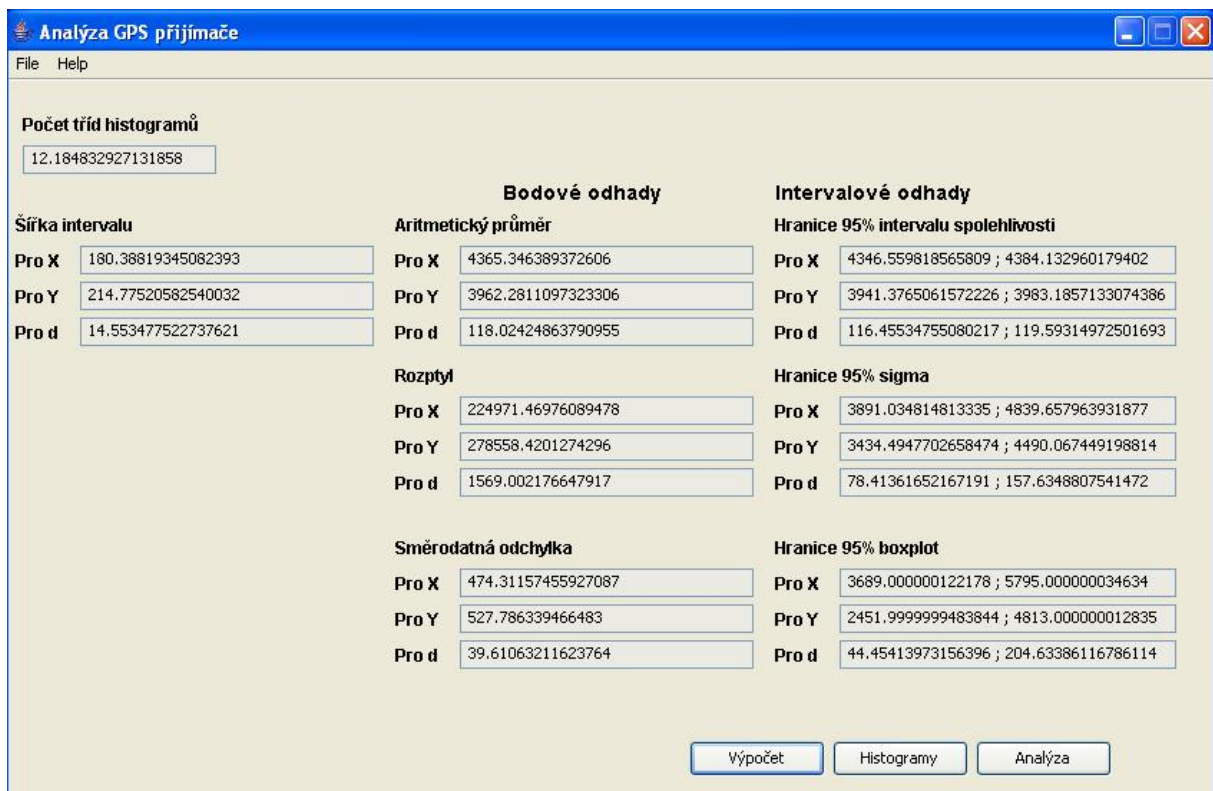 Analýza GPS přijímače
File Help
Počet tříd histogramů
12.184832927131858
Bodové odhady
Intervalové odhady
Šířka intervalu
Pro X 180.38819345082393
Pro Y 214.77520582540032
Pro d 14.553477522737621
Aritmetický průměr
Pro X 4365.346389372606
Pro Y 3962.2811097323306
Pro d 118.02424863790955
Hranice 95% intervalu spolehlivosti
Pro X 4346.559818565809 ; 4384.132960179402
Pro Y 3941.3765061572226 ; 3983.1857133074386
Pro d 116.45534755080217 ; 119.59314972501693
Rozptyl
Pro X 224971.46976089478
Pro Y 278558.4201274296
Pro d 1569.002176647917
Hranice 95% sigma
Pro X 3891.034814813335 ; 4839.657963931877
Pro Y 3434.4947702658474 ; 4490.067449198814
Pro d 78.41361652167191 ; 157.6348807541472
Směrodatná odchylka
Pro X 474.31157455927087
Pro Y 527.786339466483
Pro d 39.61063211623764
Hranice 95% boxplot
Pro X 3689.000000122178 ; 5795.000000034634
Pro Y 2451.9999999483844 ; 4813.000000012835
Pro d 44.45413973156396 ; 204.63386116786114
Výpočet
Histogramy
Analýza